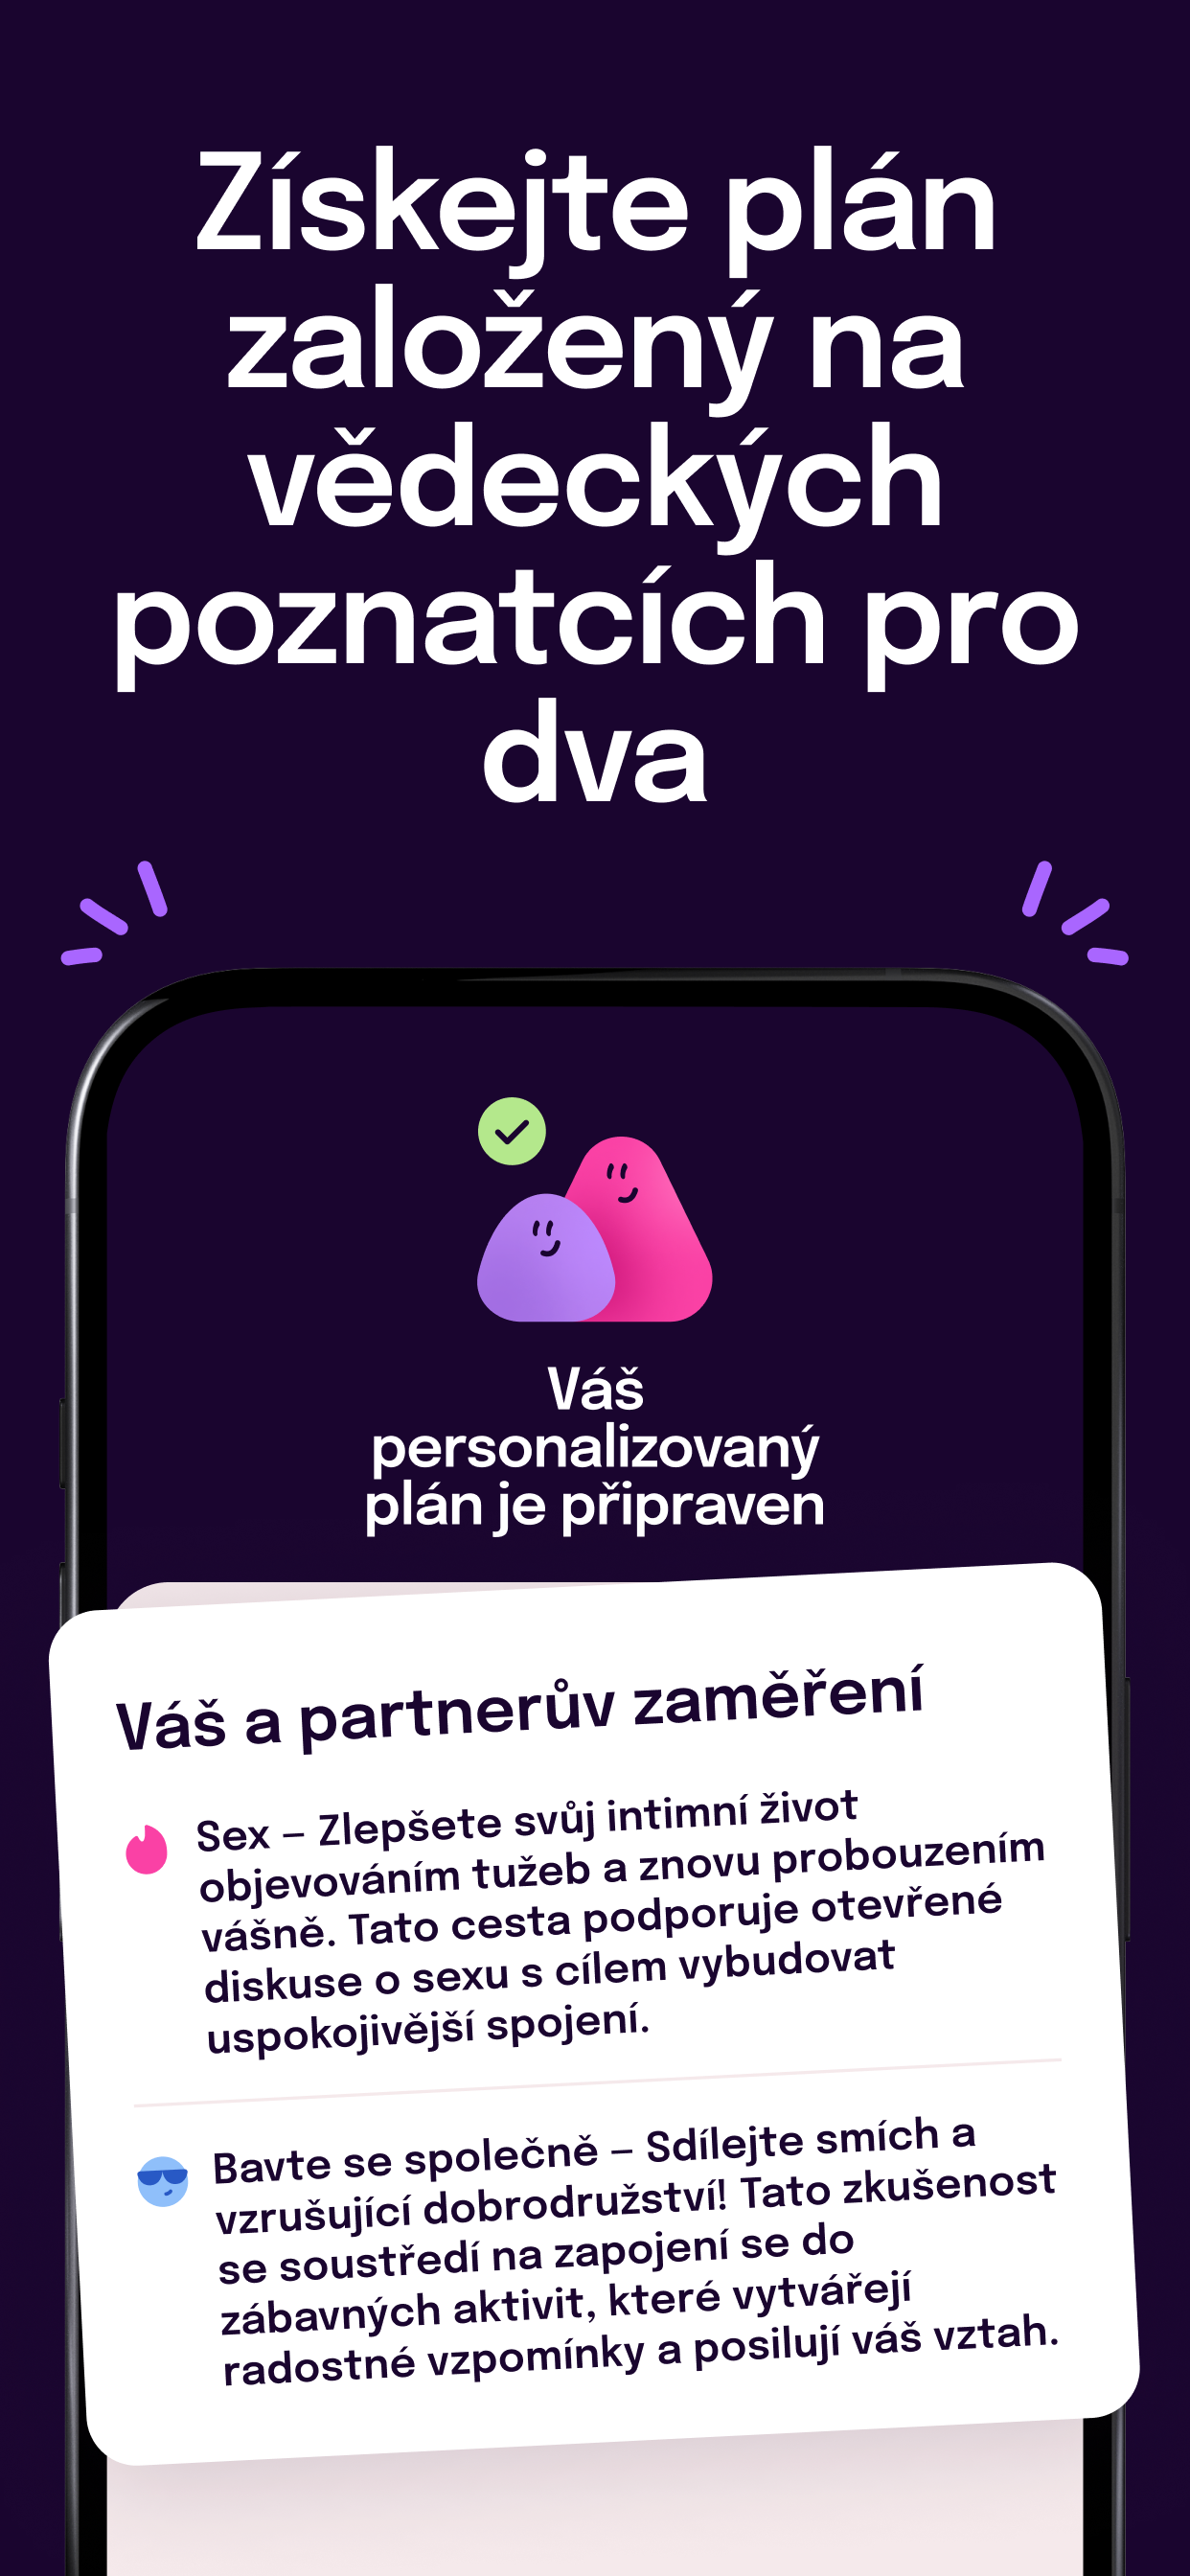 Získejte plán
založený na
vědeckých
poznatcích pro
dva
Váš
personalizovaný
plán je připraven
Váš a partnerův zaměření
Sex – Zlepšete svůj intimní život
objevováním tužeb a znovu probouzením
vášně. Tato cesta podporuje otevřené
diskuse o sexu s cílem vybudovat
uspokojivější spojení.
Bavte se společně – Sdílejte smích a
vzrušující dobrodružství! Tato zkušenost
se soustředí na zapojení se do
zábavných aktivit, které vytvářejí
radostné vzpomínky a posilují váš vztah.